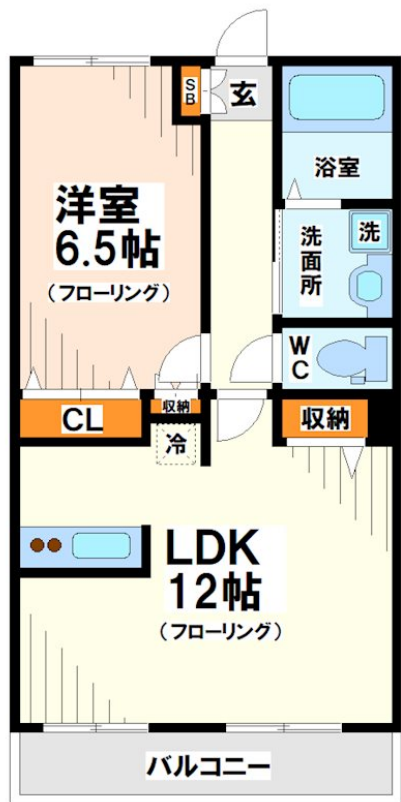 SB
玄
浴室
洋室
6.5帖
(フローリング)
洗面所
洗
WC
収納
CL
冷
収納
LDK
12帖
(フローリング)
バルコニー